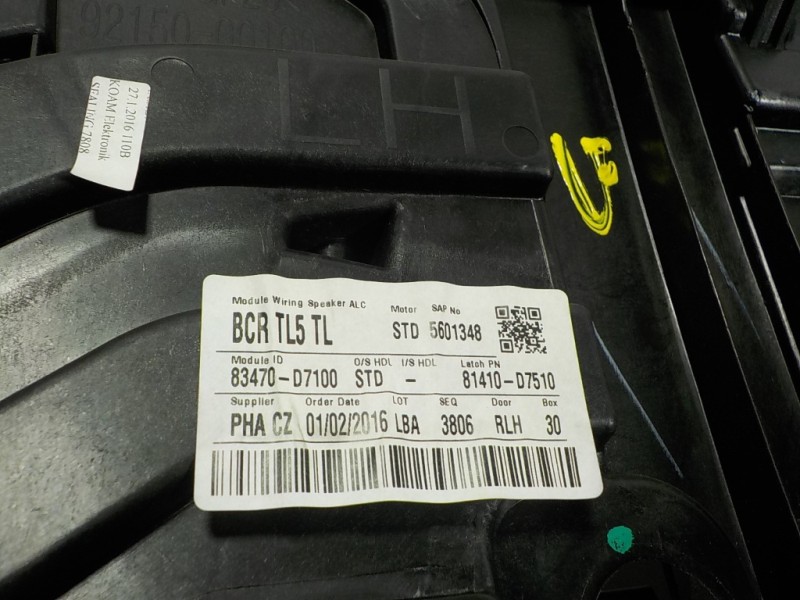 LH
27.1.2016 110B
KOAM Elektronik
SEALING 7808
Module Wiring Speaker ALC Motor SAP No
BCR TL5 TL STD 5601348
Module ID O/S HDL I/S HDL Latch PN
83470-D7100 STD - 81410-D7510
Supplier Order Date LOT SEQ Door Box
PHA CZ 01/02/2016 LBA 3806 RLH 30